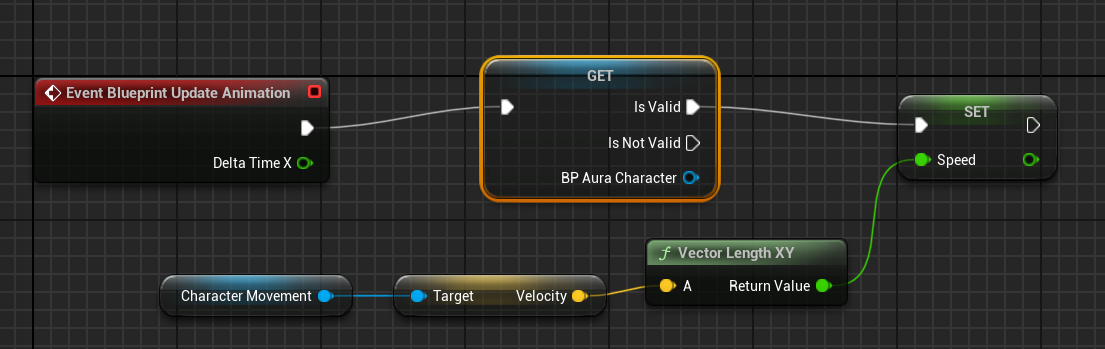 Event Blueprint Update Animation
Delta Time X
GET
Is Valid
Is Not Valid
BP Aura Character
SET
Speed
Character Movement
Target
Velocity
f Vector Length XY
A
Return Value